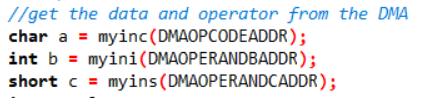 //get the data and operator from the DMA
char a = myinc(DMAOPCODEADDR);
int b = myini(DMAOPERANDBADDR);
short c = myins(DMAOPERANDCADDR);